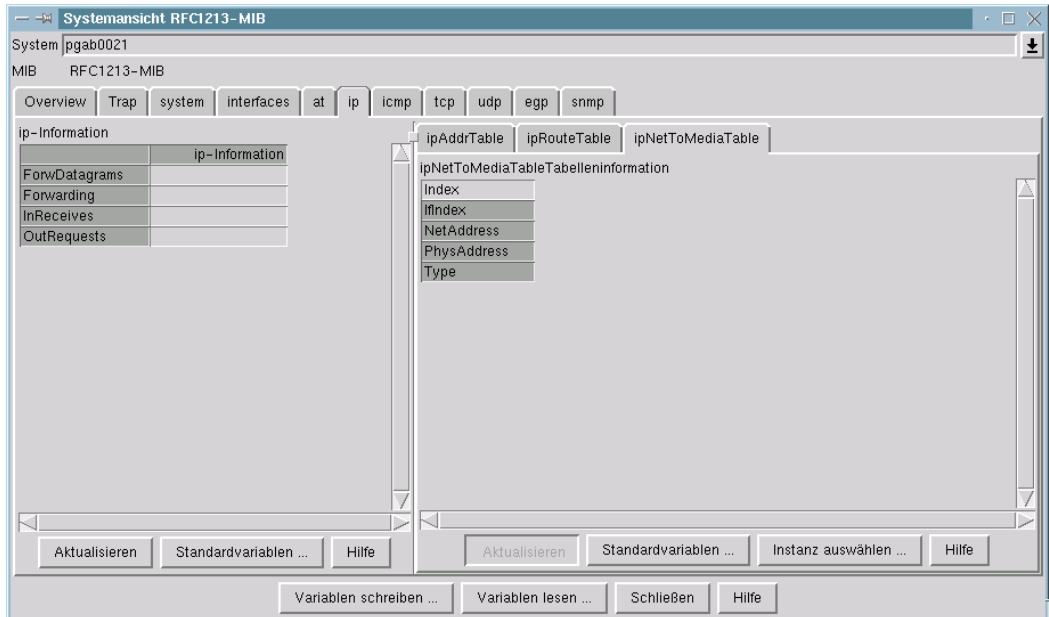 Systemansicht RFC1213-MIB
System pgab0021
MIB RFC1213-MIB
Overview Trap system interfaces at ip icmp tcp udp egp snmp
ip-Information
ip-Information
ForwDatagrams
Forwarding
InReceives
OutRequests
Aktualisieren Standardvariablen ... Hilfe
ipAddrTable ipRouteTable ipNetToMediaTable
ipNetToMediaTableTabelleninformation
Index
IfIndex
NetAddress
PhysAddress
Type
Aktualisieren Standardvariablen ... Instanz auswählen ... Hilfe
Variablen schreiben ... Variablen lesen ... Schließen Hilfe